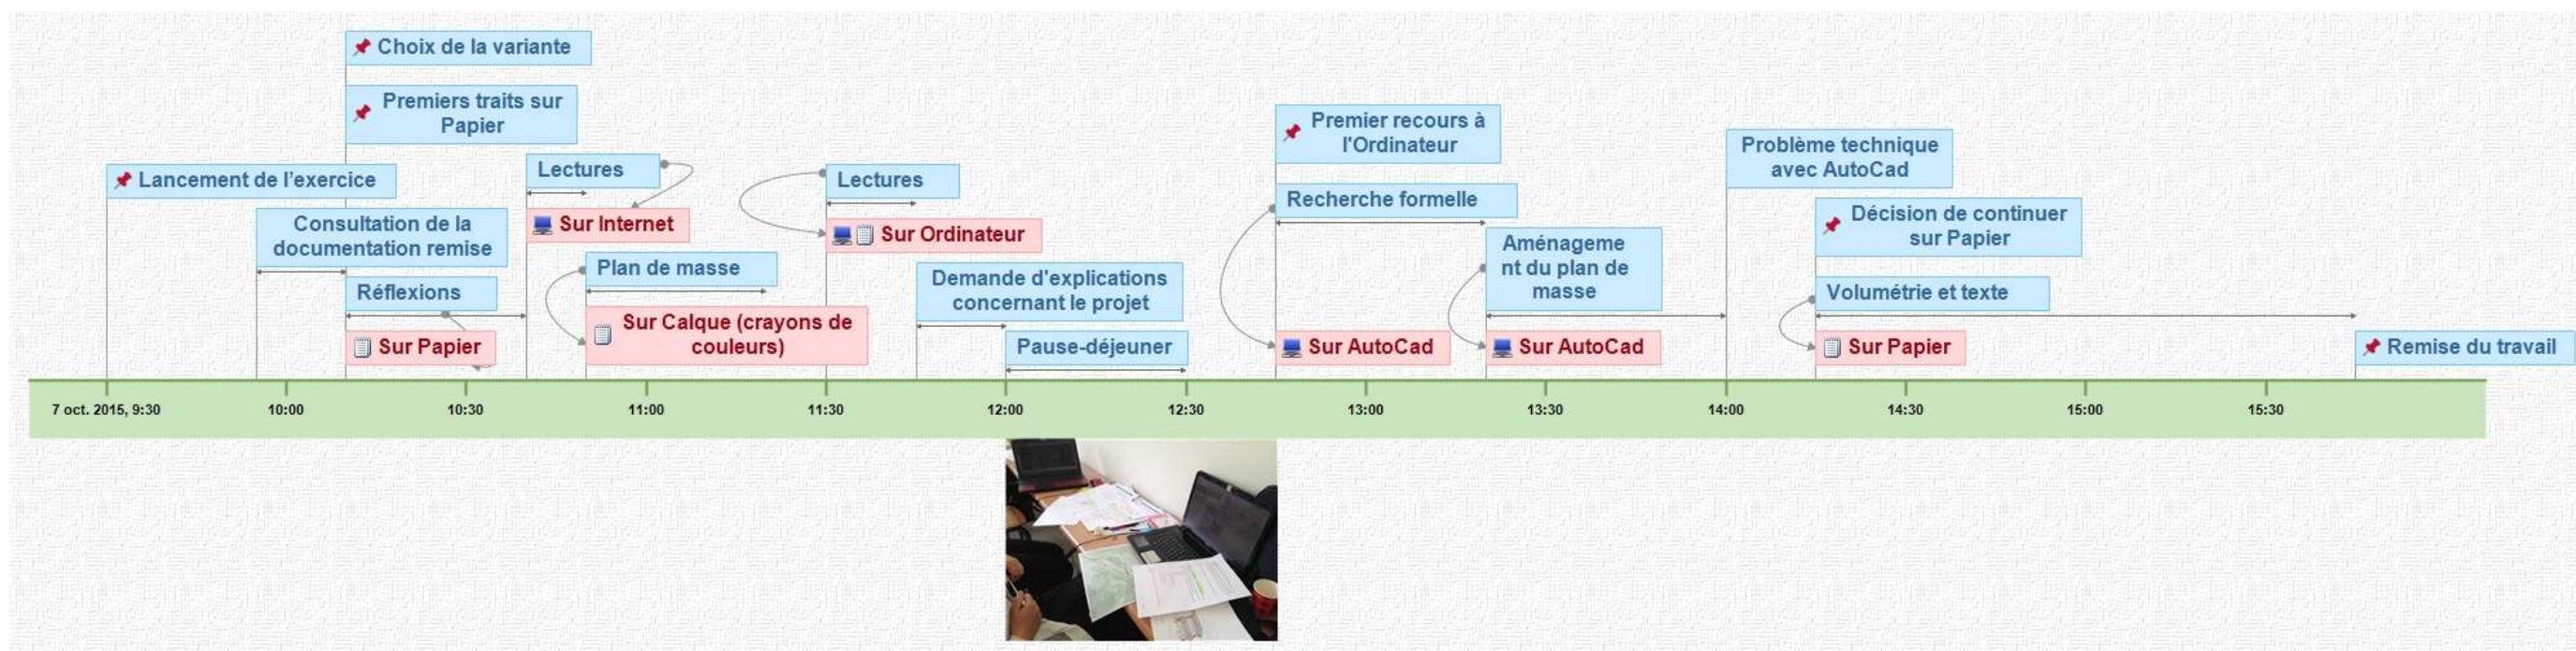 Choix de la variante
Premiers traits sur
Papier
Lancement de l'exercice
Consultation de la
documentation remise
Réflexions
Sur Papier
Lectures
Sur Internet
Plan de masse
Sur Calque (crayons de
couleurs)
Lectures
Sur Ordinateur
Demande d'explications
concernant le projet
Pause-déjeuner
Premier recours à
l'Ordinateur
Recherche formelle
Sur AutoCad
Aménageme
nt du plan de
masse
Sur AutoCad
Problème technique
avec AutoCad
Décision de continuer
sur Papier
Volumétrie et texte
Sur Papier
Remise du travail
7 oct. 2015, 9:30
10:00
10:30
11:00
11:30
12:00
12:30
13:00
13:30
14:00
14:30
15:00
15:30